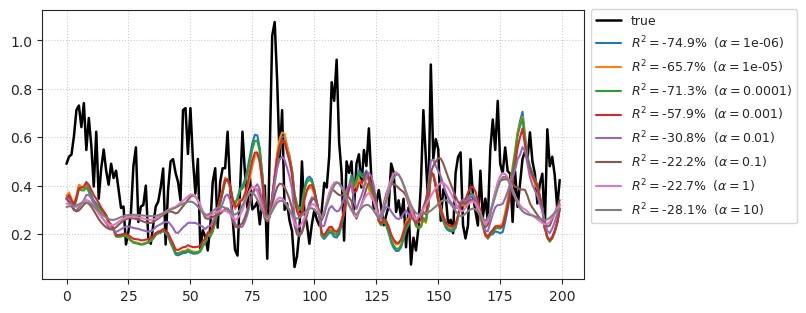 1.0
0.8
0.6
0.4
0.2
0
25
50
75
100
125
150
175
200
true
R² = -74.9% (α = 1e-06)
R² = -65.7% (α = 1e-05)
R² = -71.3% (α = 0.0001)
R² = -57.9% (α = 0.001)
R² = -30.8% (α = 0.01)
R² = -22.2% (α = 0.1)
R² = -22.7% (α = 1)
R² = -28.1% (α = 10)